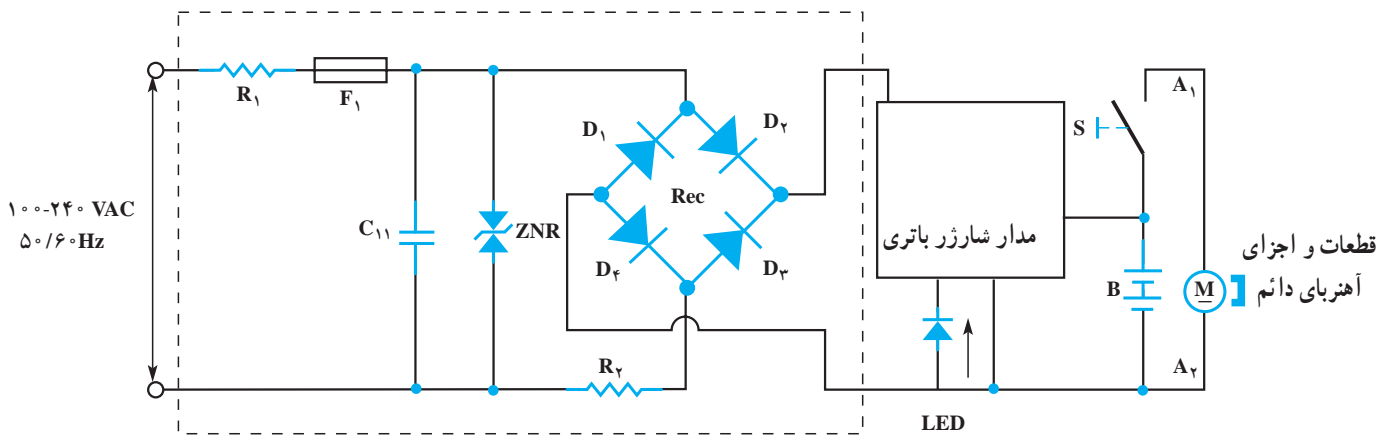 R۱
F۱
D۱
D۲
A۱
S
۱۰۰-۲۴۰ VAC
۵۰/۶۰Hz
C۱۱
ZNR
Rec
مدار شارژر باتری
قطعات و اجزای
آهنربای دائم
D۴
D۳
B
M
R۲
A۲
LED